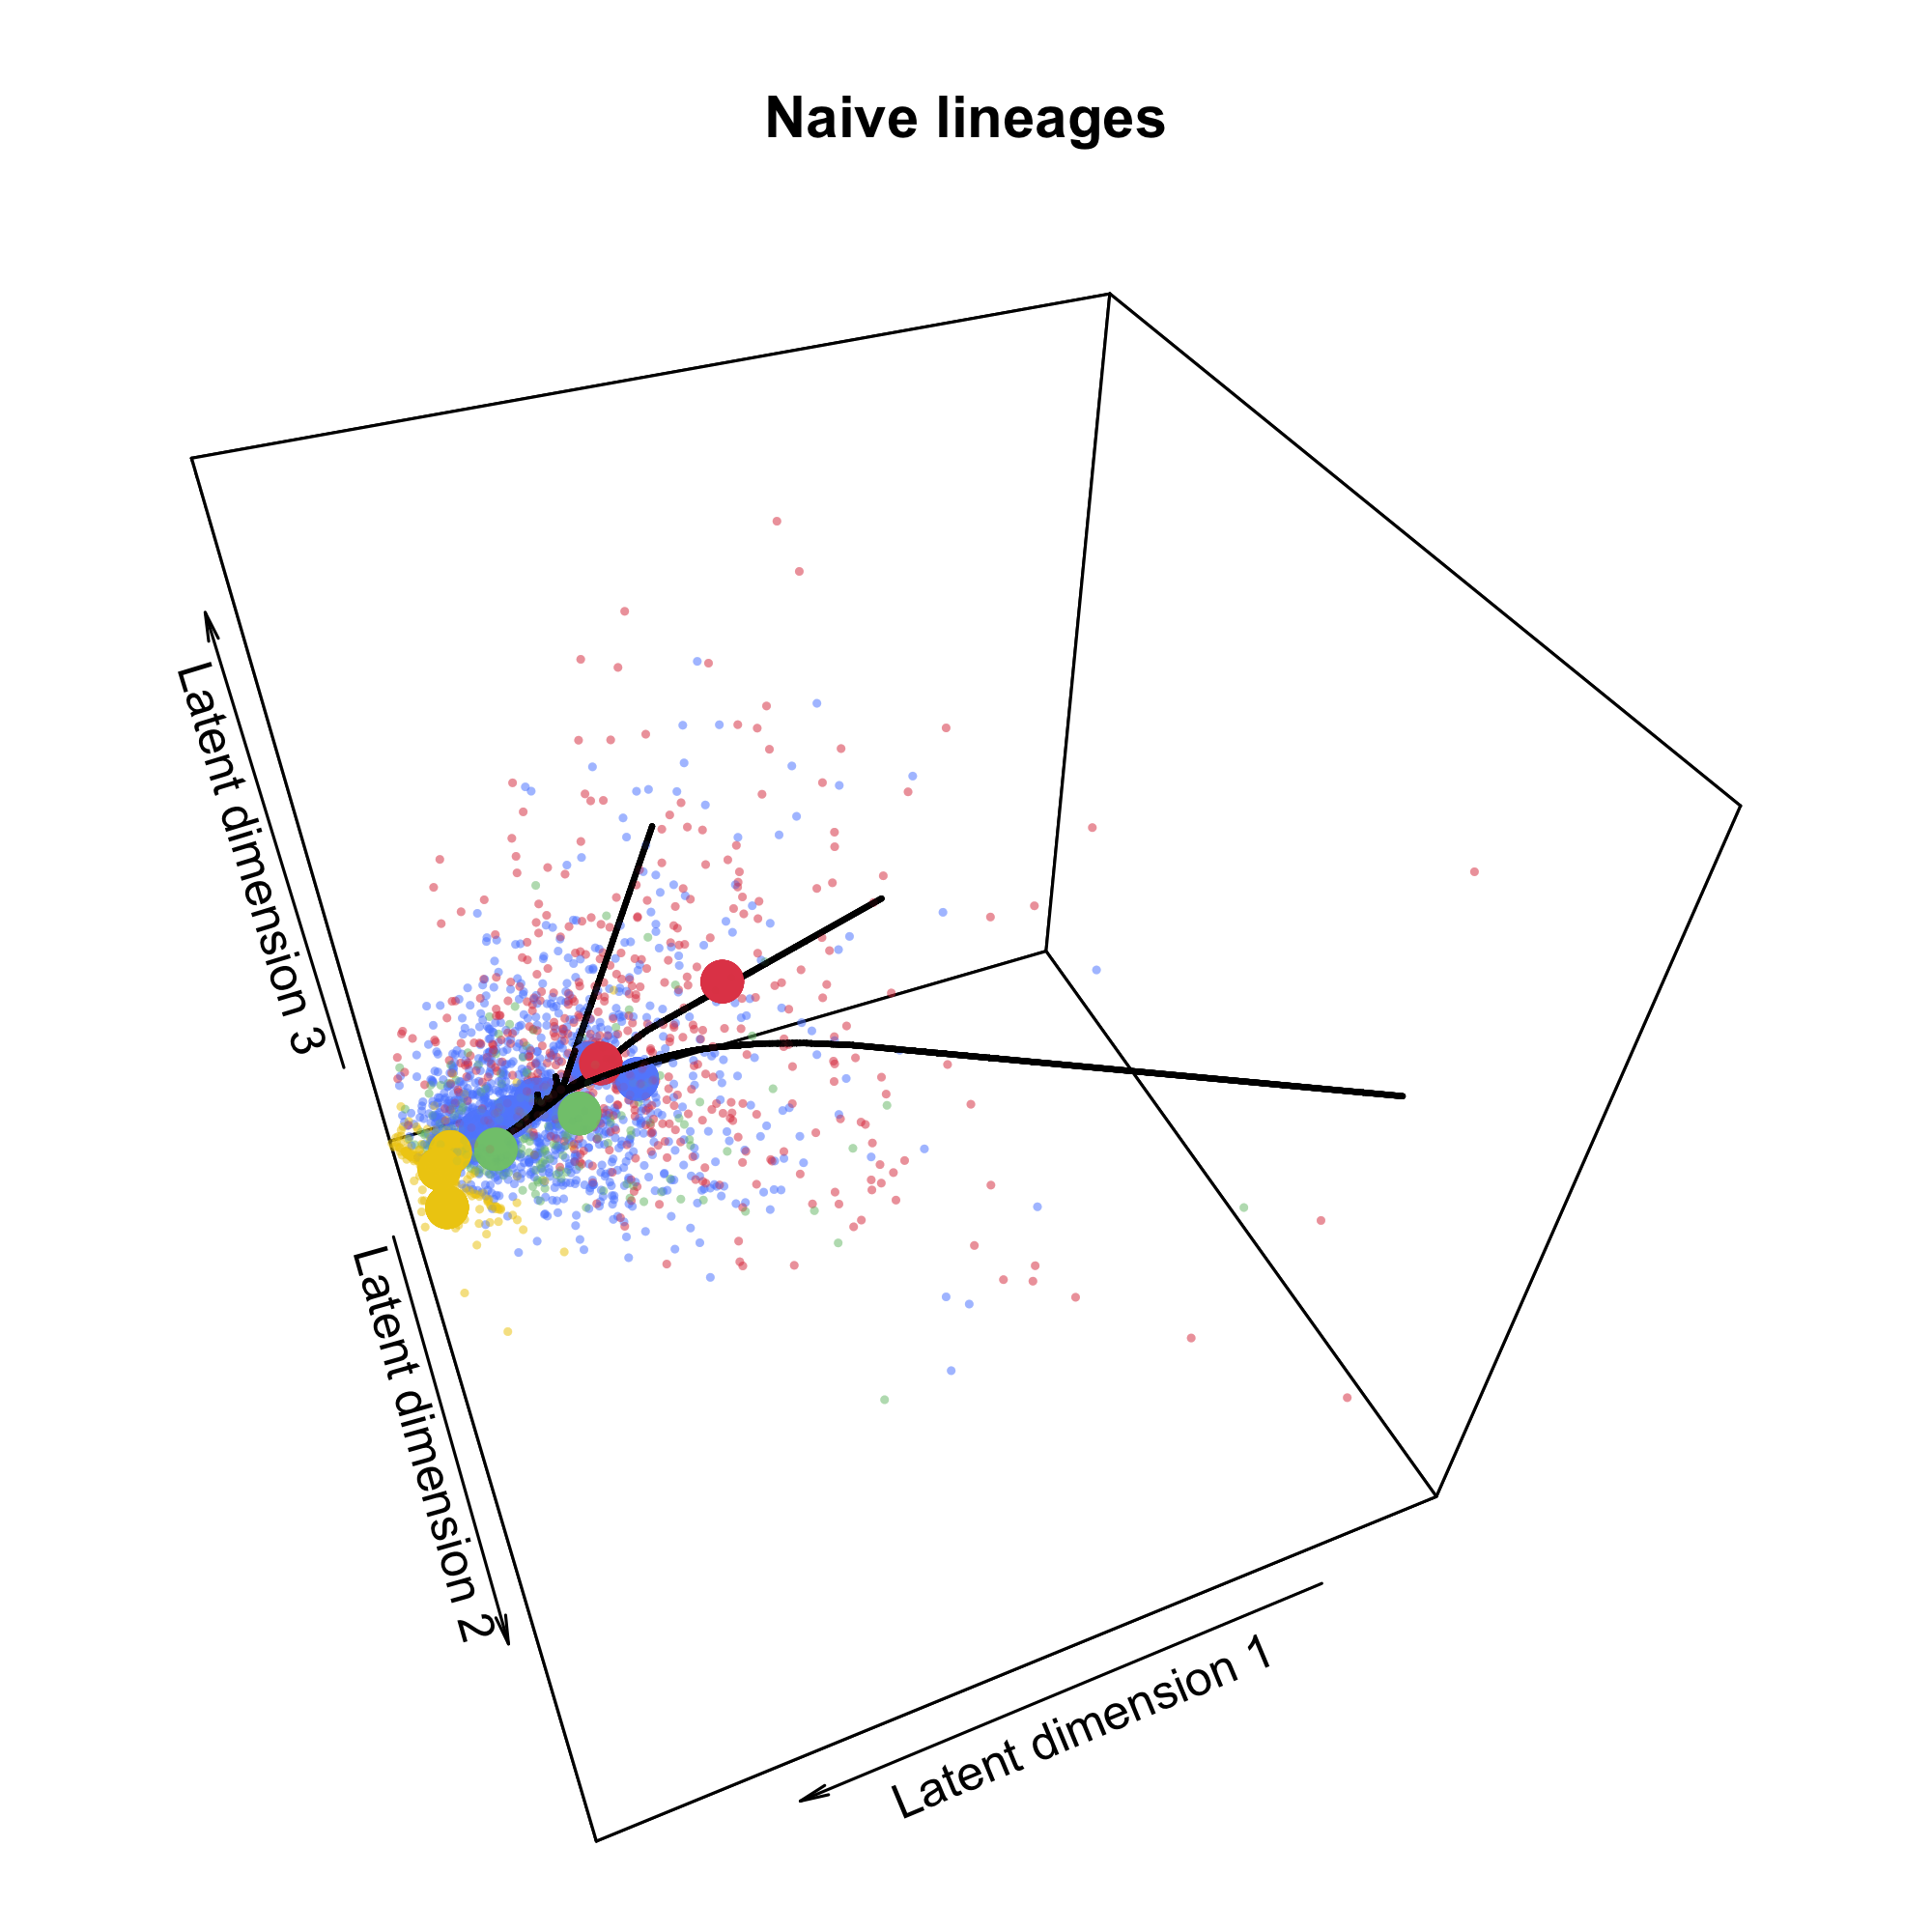 Naive lineages
Latent dimension 3
Latent dimension 2
Latent dimension 1